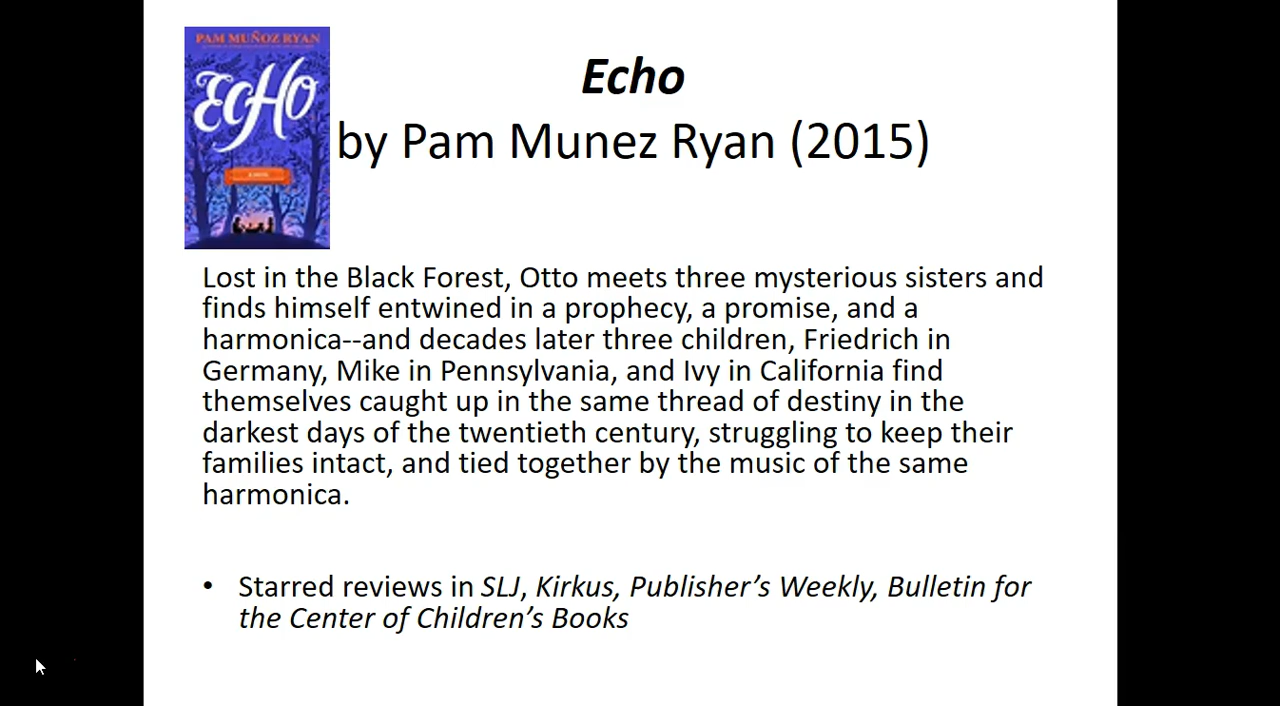 PAM MUÑOZ RYAN
ECHO
Echo
by Pam Munez Ryan (2015)
Lost in the Black Forest, Otto meets three mysterious sisters and
finds himself entwined in a prophecy, a promise, and a
harmonica--and decades later three children, Friedrich in
Germany, Mike in Pennsylvania, and Ivy in California find
themselves caught up in the same thread of destiny in the
darkest days of the twentieth century, struggling to keep their
families intact, and tied together by the music of the same
harmonica.
• Starred reviews in SLJ, Kirkus, Publisher’s Weekly, Bulletin for
the Center of Children’s Books